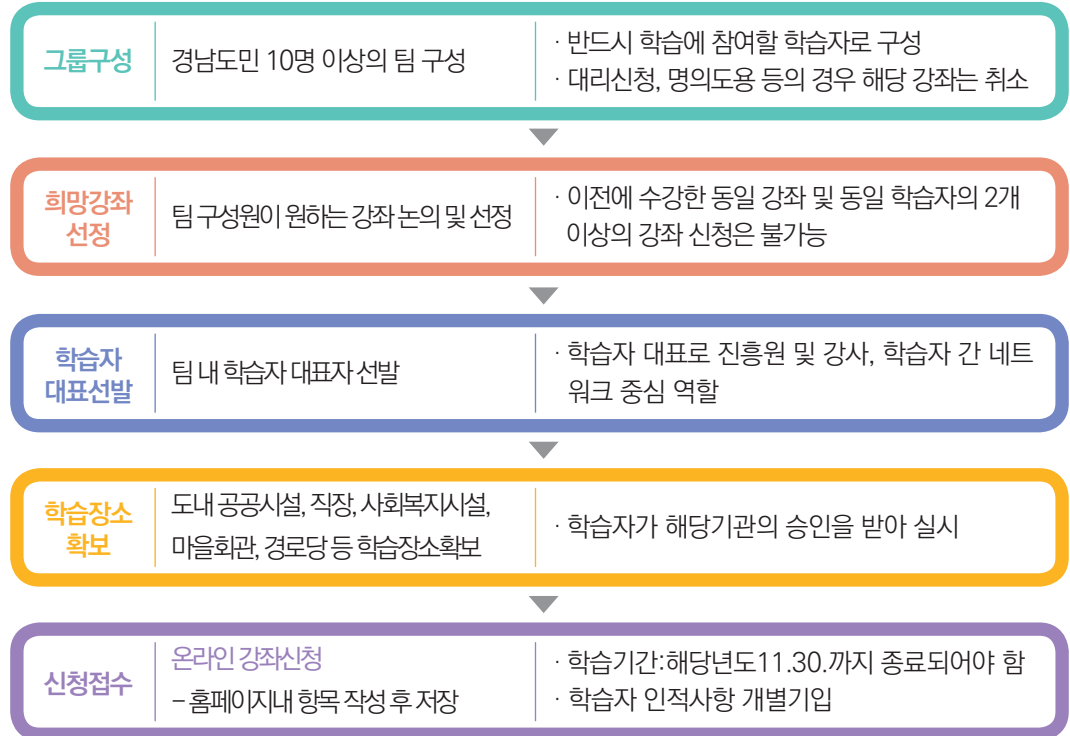 그룹구성
경남도민 10명 이상의 팀 구성
· 반드시 학습에 참여할 학습자로 구성
· 대리신청, 명의도용 등의 경우 해당 강좌는 취소
희망강좌
선정
팀 구성원이 원하는 강좌 논의 및 선정
· 이전에 수강한 동일 강좌 및 동일 학습자의 2개
이상의 강좌 신청은 불가능
학습자
대표선발
팀 내 학습자 대표자 선발
· 학습자 대표로 진흥원 및 강사, 학습자 간 네트
워크 중심 역할
학습장소
확보
도내 공공시설, 직장, 사회복지시설,
마을회관, 경로당 등 학습장소확보
· 학습자가 해당기관의 승인을 받아 실시
신청접수
온라인 강좌신청
– 홈페이지내 항목 작성 후 저장
· 학습기간:해당년도11.30.까지 종료되어야 함
· 학습자 인적사항 개별기입